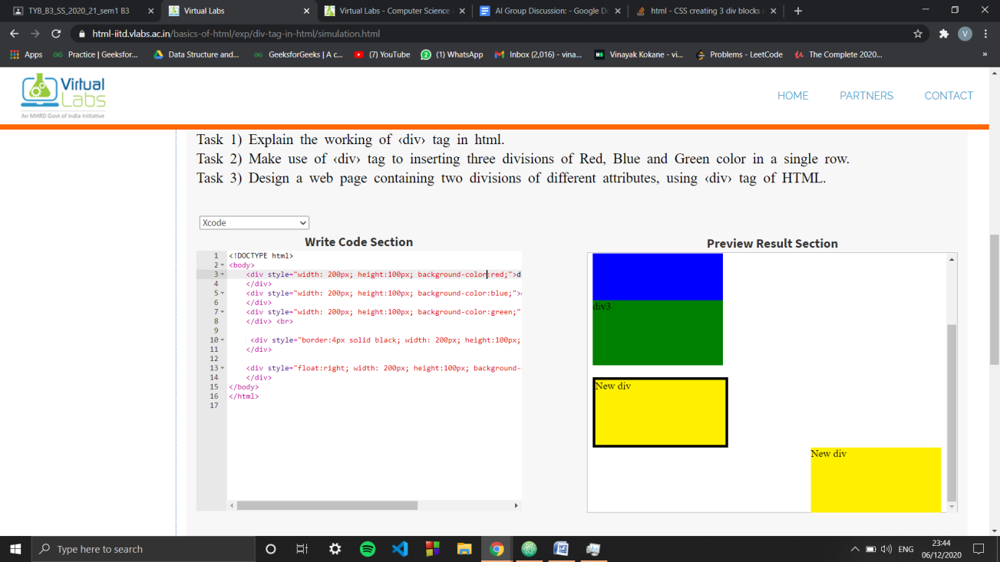 TYB_B3_SS_2020_21_sem1 B3
Virtual Labs
Virtual Labs - Computer Science
AI Group Discussion: - Google Do
html - CSS creating 3 div blocks i
html-iitd.vlabs.ac.in/basics-of-html/exp/div-tag-in-html/simulation.html
V
Apps
Practice | Geeksfor...
Data Structure and...
GeeksforGeeks | A c...
(7) YouTube
(1) WhatsApp
Inbox (2,016) - vina...
Vinayak Kokane - vi...
Problems - LeetCode
The Complete 2020...
»
Virtual
Labs
An MHRD Govt of India Initiative
HOME
PARTNERS
CONTACT
Task 1) Explain the working of ‹div› tag in html.
Task 2) Make use of ‹div› tag to inserting three divisions of Red, Blue and Green color in a single row.
Task 3) Design a web page containing two divisions of different attributes, using ‹div› tag of HTML.
Xcode
Write Code Section
1 <!DOCTYPE html>
2 <body>
3 <div style="width: 200px; height:100px; background-color:red;">d
4 </div>
5 <div style="width: 200px; height:100px; background-color:blue;">
6 </div>
7 <div style="width: 200px; height:100px; background-color:green;"
8 </div> <br>
9
10 <div style="border:4px solid black; width: 200px; height:100px;
11 </div>
12
13 <div style="float:right; width: 200px; height:100px; background-
14 </div>
15 </body>
16 </html>
17
Preview Result Section
div3
New div
New div
Type here to search
ENG
23:44
06/12/2020